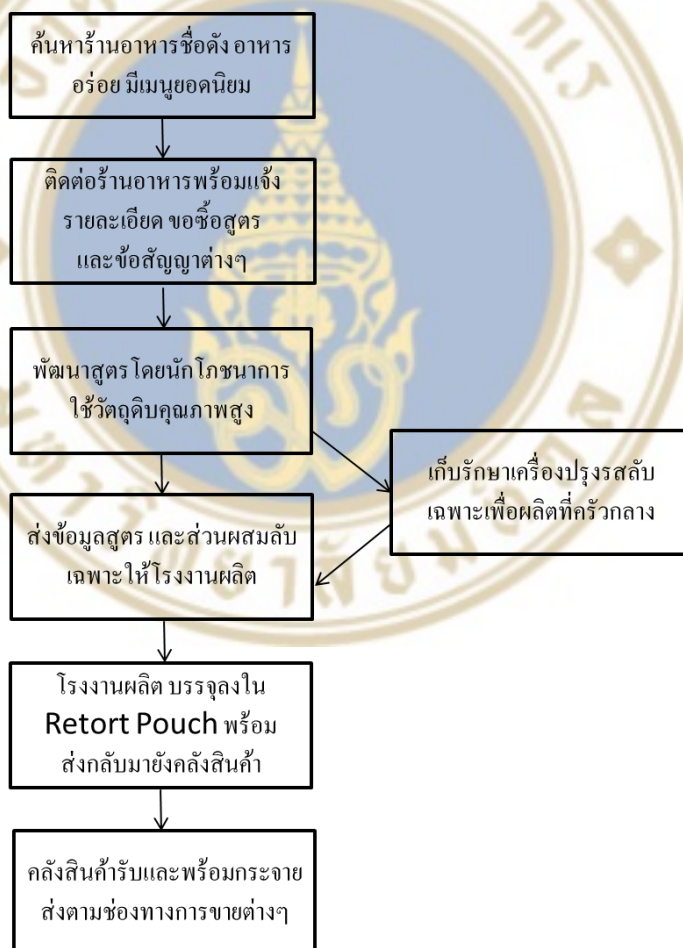 ค้นหาร้านอาหารชื่อดัง อาหาร
อร่อย มีเมนูยอดนิยม
ติดต่อร้านอาหารพร้อมแจ้ง
รายละเอียด ขอซื้อสูตร
และข้อสัญญาต่างๆ
พัฒนาสูตร โดยนักโภชนาการ
ใช้วัตถุดิบคุณภาพสูง
เก็บรักษาเครื่องปรุงรสลับ
เฉพาะเพื่อผลิตที่ครัวกลาง
ส่งข้อมูลสูตร และส่วนผสมลับ
เฉพาะให้โรงงานผลิต
โรงงานผลิต บรรจุลงใน
Retort Pouch พร้อม
ส่งกลับมายังคลังสินค้า
คลังสินค้ารับและพร้อมกระจาย
ส่งตามช่องทางการขายต่างๆ